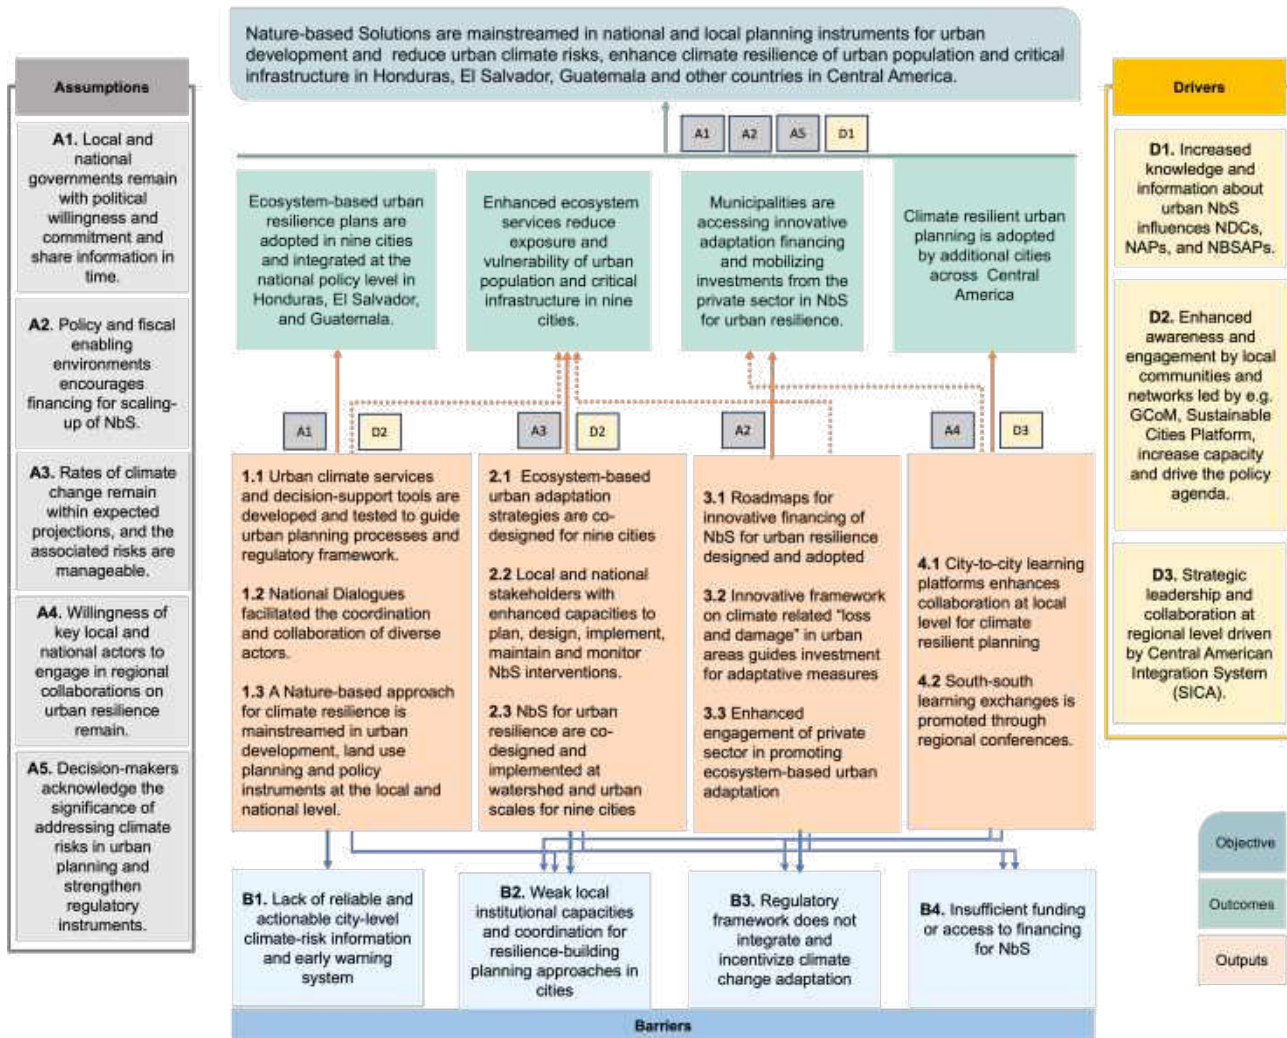 Nature-based Solutions are mainstreamed in national and local planning instruments for urban
development and reduce urban climate risks, enhance climate resilience of urban population and critical
infrastructure in Honduras, El Salvador, Guatemala and other countries in Central America.
Assumptions
A1. Local and
national
governments remain
with political
willingness and
commitment and
share information in
time.
A2. Policy and fiscal
enabling
environments
encourages
financing for scaling-
up of NbS.
A3. Rates of climate
change remain
within expected
projections, and the
associated risks are
manageable.
A4. Willingness of
key local and
national actors to
engage in regional
collaborations on
urban resilience
remain.
A5. Decision-makers
acknowledge the
significance of
addressing climate
risks in urban
planning and
strengthen
regulatory
instruments.
A1
A2
A5
D1
Ecosystem-based urban
resilience plans are
adopted in nine cities
and integrated at the
national policy level in
Honduras, El Salvador,
and Guatemala.
Enhanced ecosystem
services reduce
exposure and
vulnerability of urban
population and critical
infrastructure in nine
cities.
Municipalities are
accessing innovative
adaptation financing
and mobilizing
investments from the
private sector in NbS
for urban resilience.
Climate resilient urban
planning is adopted
by additional cities
across Central
America
A1
D2
A3
D2
A2
A4
D3
1.1 Urban climate services
and decision-support tools are
developed and tested to guide
urban planning processes and
regulatory framework.
1.2 National Dialogues
facilitated the coordination
and collaboration of diverse
actors.
1.3 A Nature-based approach
for climate resilience is
mainstreamed in urban
development, land use
planning and policy
instruments at the local and
national level.
2.1 Ecosystem-based
urban adaptation
strategies are co-
designed for nine cities
2.2 Local and national
stakeholders with
enhanced capacities to
plan, design, implement,
maintain and monitor
NbS interventions.
2.3 NbS for urban
resilience are co-
designed and
implemented at
watershed and urban
scales for nine cities
3.1 Roadmaps for
innovative financing of
NbS for urban resilience
designed and adopted
3.2 Innovative framework
on climate related "loss
and damage" in urban
areas guides investment
for adaptative measures
3.3 Enhanced
engagement of private
sector in promoting
ecosystem-based urban
adaptation
4.1 City-to-city learning
platforms enhances
collaboration at local
level for climate
resilient planning
4.2 South-south
learning exchanges is
promoted through
regional conferences.
B1. Lack of reliable and
actionable city-level
climate-risk information
and early warning
system
B2. Weak local
institutional capacities
and coordination for
resilience-building
planning approaches in
cities
B3. Regulatory
framework does not
integrate and
incentivize climate
change adaptation
B4. Insufficient funding
or access to financing
for NbS
Barriers
Drivers
D1. Increased
knowledge and
information about
urban NbS
influences NDCs,
NAPs, and NBSAPs.
D2. Enhanced
awareness and
engagement by local
communities and
networks led by e.g.
GCoM, Sustainable
Cities Platform,
increase capacity
and drive the policy
agenda.
D3. Strategic
leadership and
collaboration at
regional level driven
by Central American
Integration System
(SICA).
Objective
Outcomes
Outputs